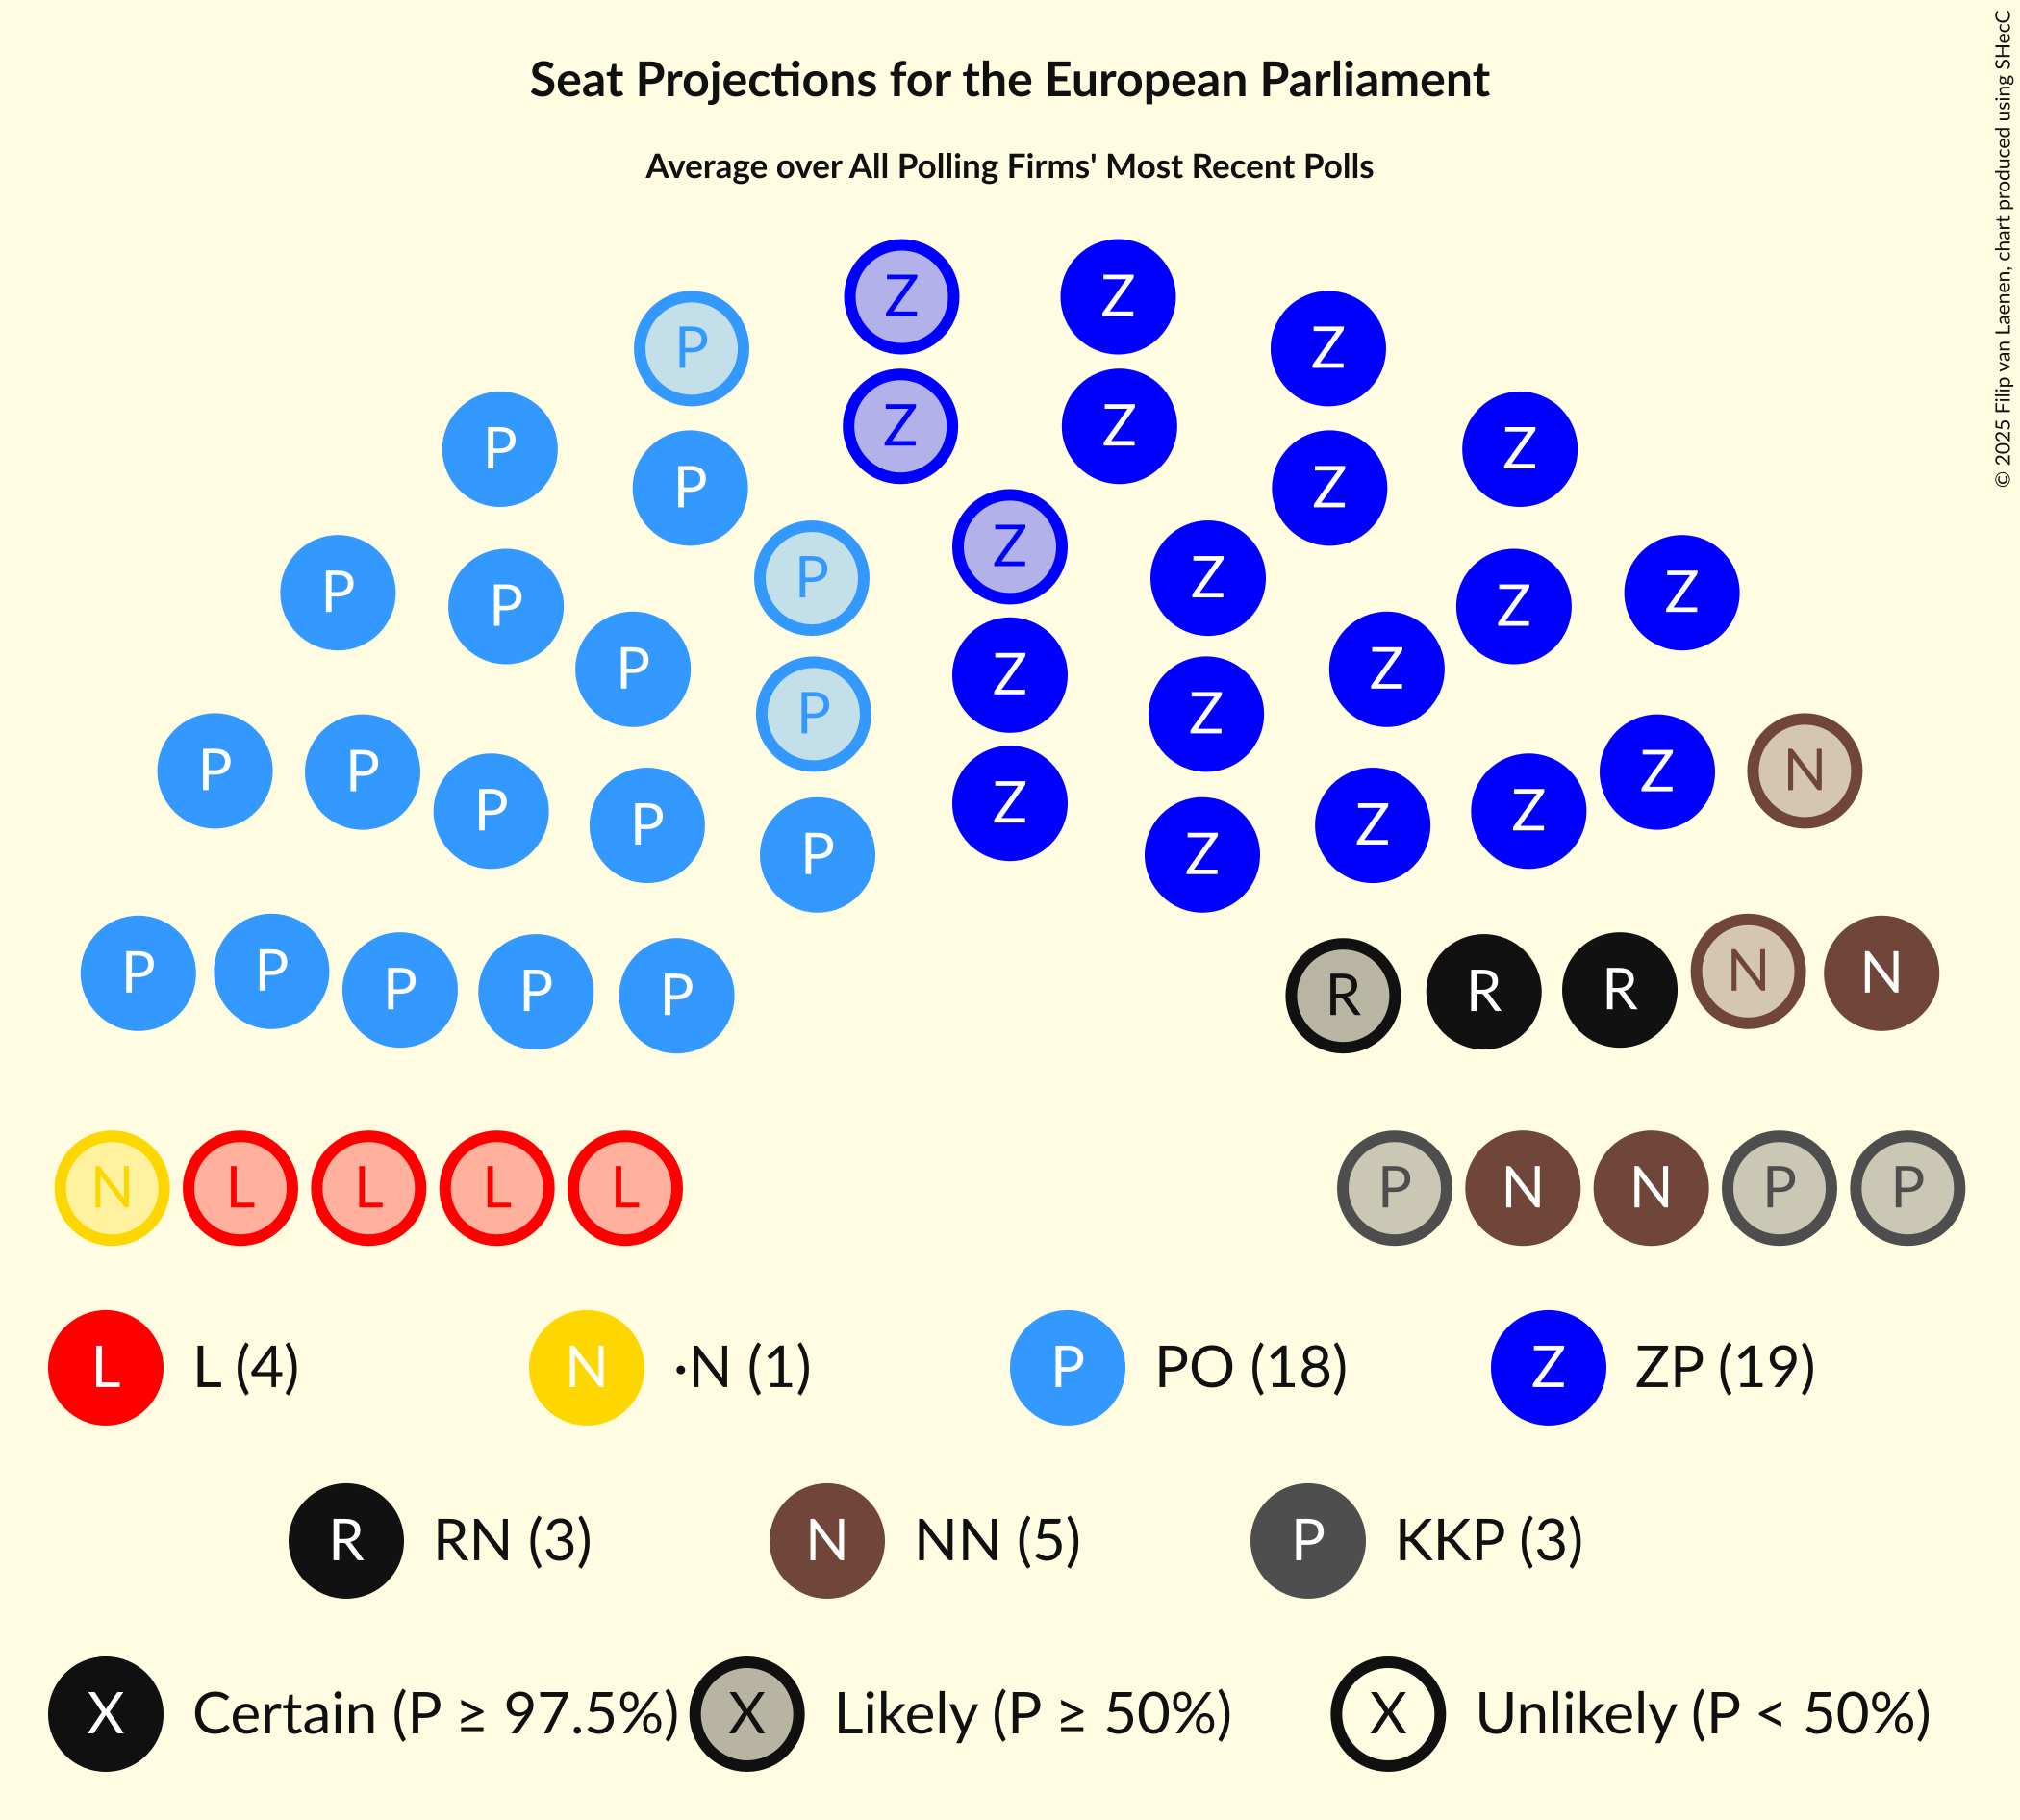 Seat Projections for the European Parliament
Average over All Polling Firms' Most Recent Polls
© 2025 Filip van Laenen, chart produced using SHecC
Z Z
P Z
Z Z
P Z
P Z
Z
P Z Z
P Z
P P Z Z
P Z Z
P Z Z
P P Z N
Z
P P Z Z
P Z
P P N N
P P R R
P R
N L L L L P N N P P
L L (4) N ·N (1) P PO (18) Z ZP (19)
R RN (3) N NN (5) P KKP (3)
X Certain (P ≥ 97.5%) X Likely (P ≥ 50%) X Unlikely (P < 50%)